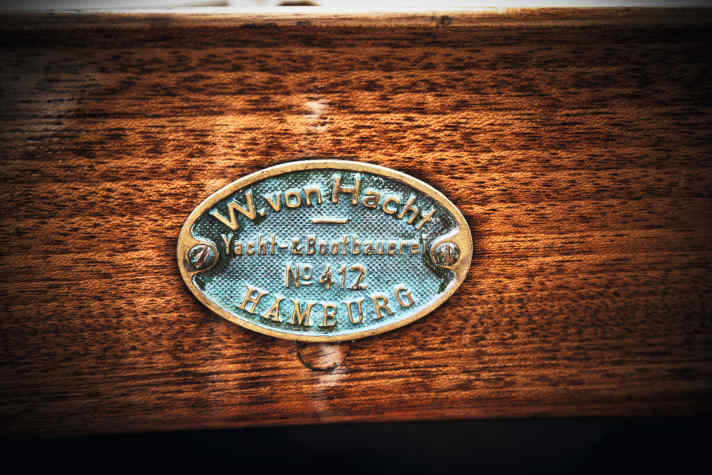 W. von Hacht
Yacht- & Bootbauerei
No 412
HAMBURG